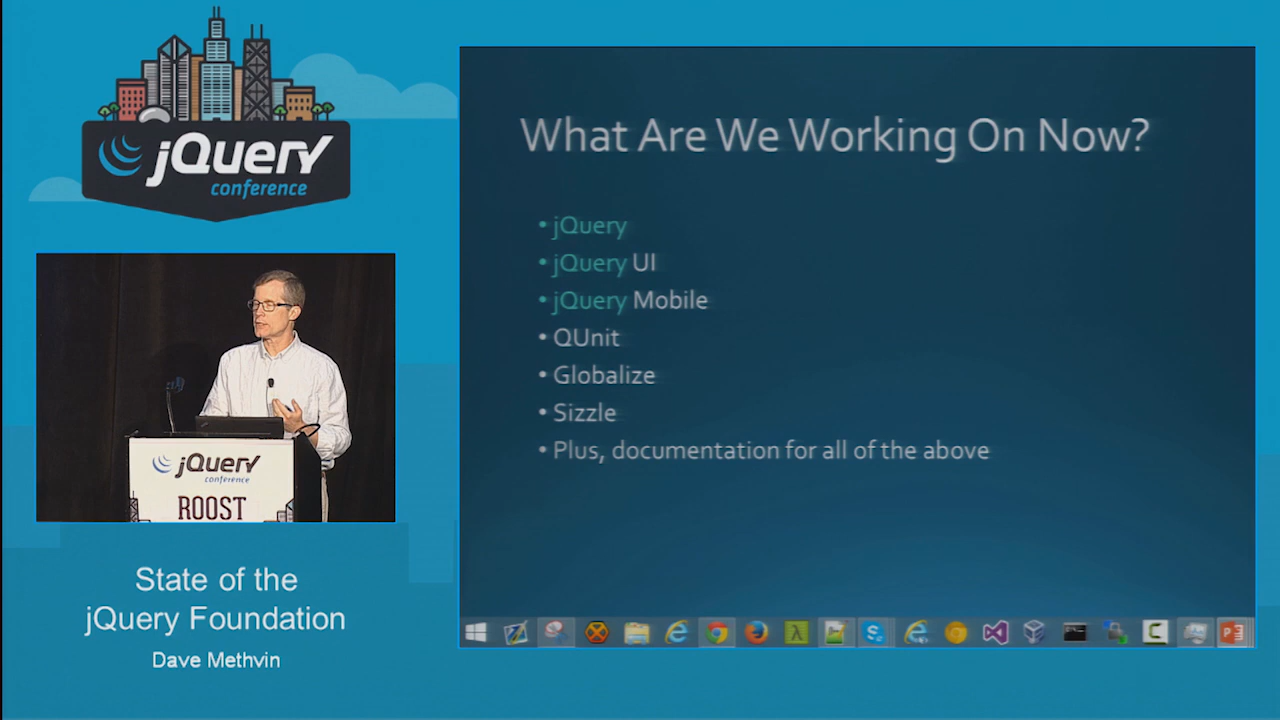 jQuery
conference
What Are We Working On Now?
• jQuery
• jQuery UI
• jQuery Mobile
• QUnit
• Globalize
• Sizzle
• Plus, documentation for all of the above
jQuery
conference
ROOST
State of the
jQuery Foundation
Dave Methvin